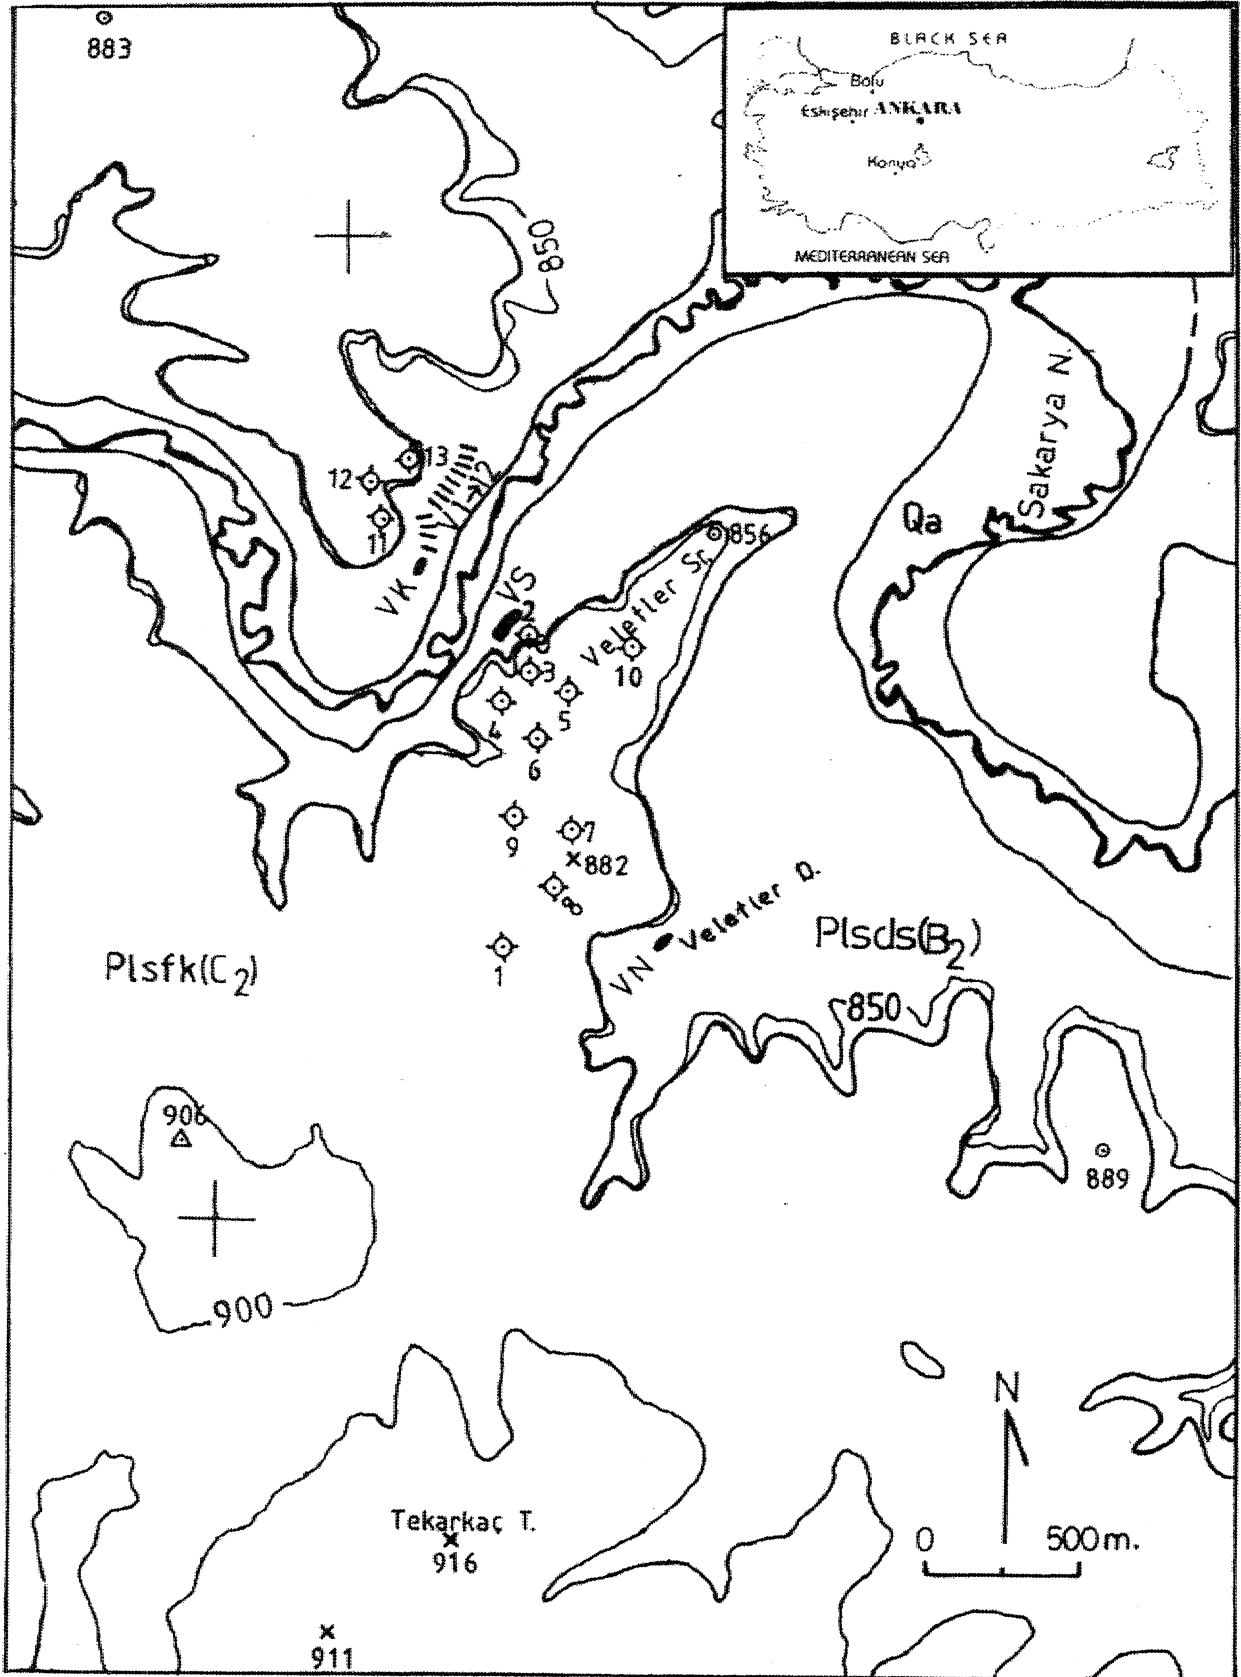 883
BLACK SEA
Bolu
Eskişehir ANKARA
Konya
MEDITERRANEAN SEA
850
Sakarya N.
13
12
11
V1→12
VK
Qa
856
VS
Veletler Sr.
2
3
10
4
5
6
9
7
882
8
Veletler D.
1
VN
Plsds(B2)
Plsfk(C2)
850
906
889
900
N
Tekarkaç T.
916
0 500m.
911